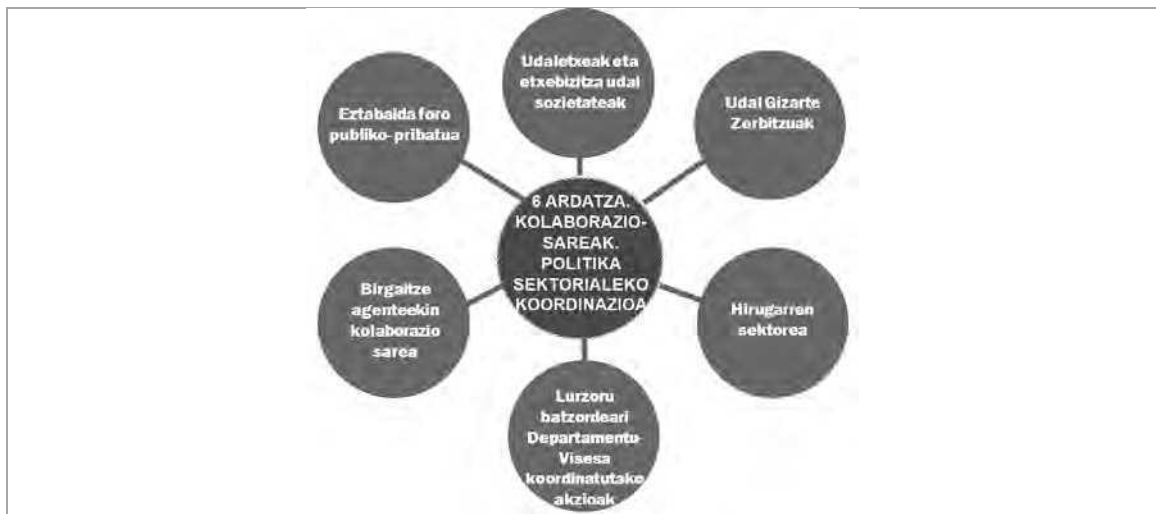 Udaletxeak eta
etxebizitza udal
sozietateak
Eztabaida foro
publiko-pribatua
Udal Gizarte
Zerbitzuak
6 ARDATZA.
KOLABORAZIO-
SAREAK.
POLITIKA
SEKTORIALEKO
KOORDINAZIOA
Birgaitze
agenteekin
kolaborazio
sarea
Hirugarren
sektorea
Lurzoru
batzordeari
Departamentu-
Visesa
koordinatutako
akzioak